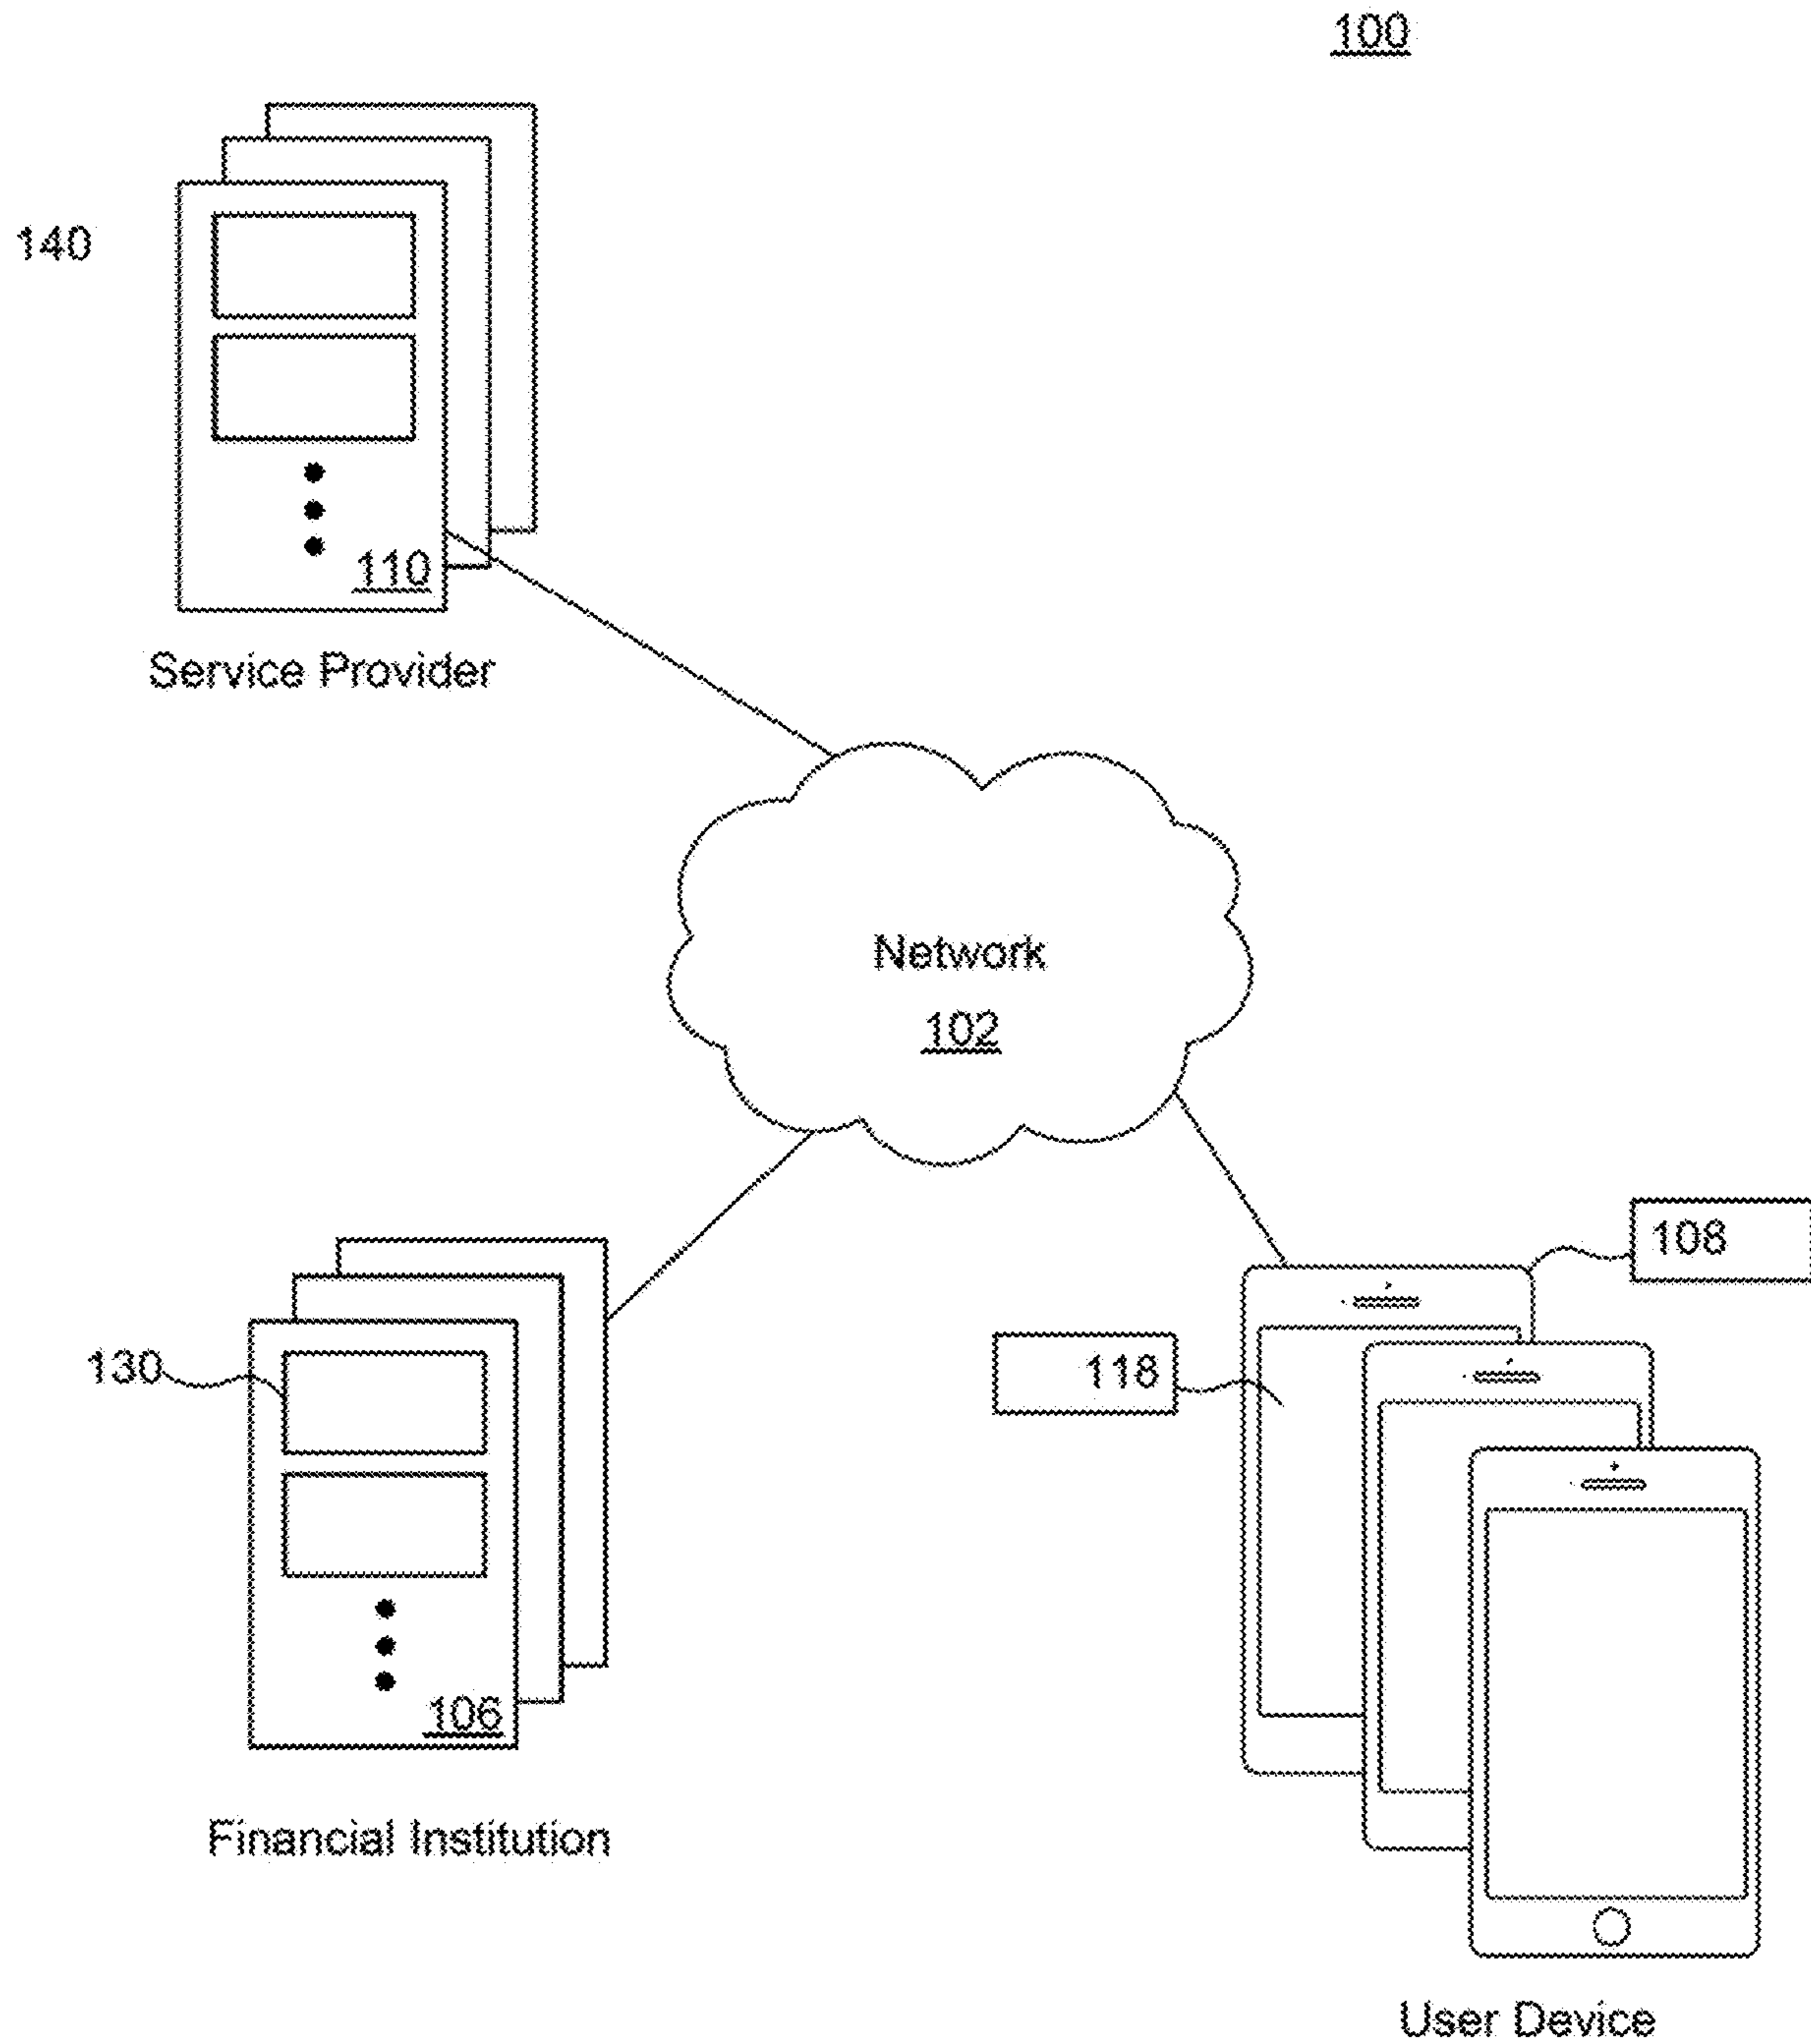 100
140
110
Service Provider
Network
102
108
118
130
106
Financial Institution
User Device